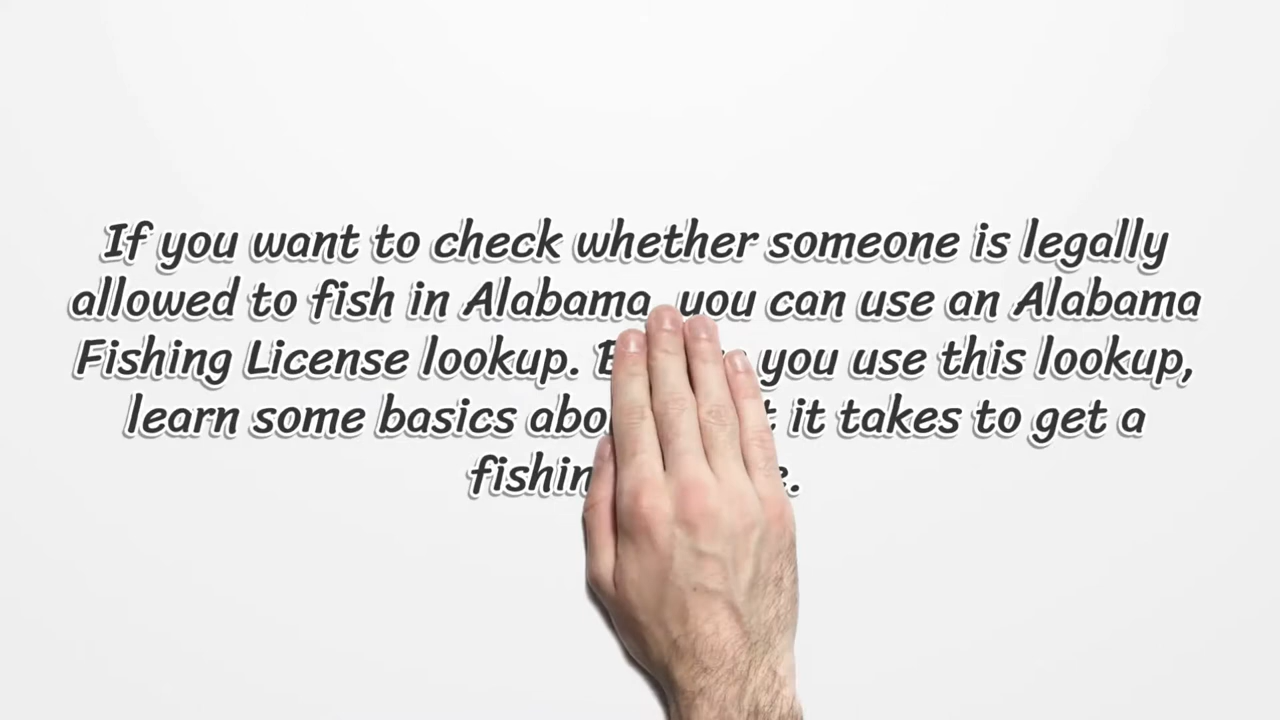 If you want to check whether someone is legally
allowed to fish in Alabama, you can use an Alabama
Fishing License lookup. you use this lookup,
learn some basics it takes to get a